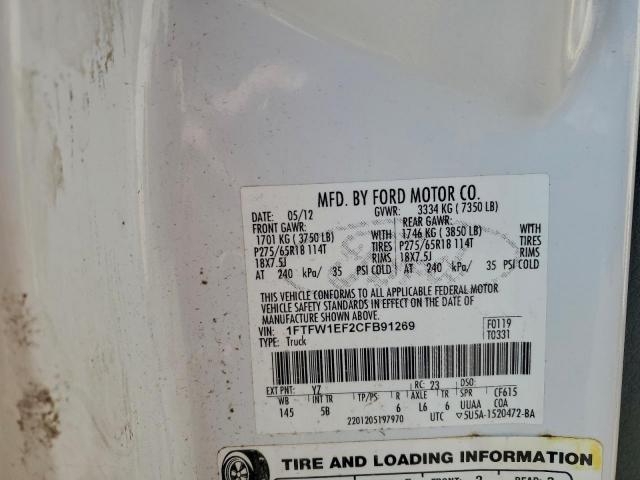 MFD. BY FORD MOTOR CO.
DATE: 05/12 GVWR: 3334 KG ( 7350 LB)
FRONT GAWR: REAR GAWR:
1701 KG ( 3750 LB) WITH 1746 KG ( 3850 LB) WITH
P275/65R18 114T TIRES P275/65R18 114T TIRES
18X7.5J RIMS 18X7.5J RIMS
AT 240 kPa/ 35 PSI COLD AT 240 kPa/ 35 PSI COLD
THIS VEHICLE CONFORMS TO ALL APPLICABLE FEDERAL MOTOR
VEHICLE SAFETY STANDARDS IN EFFECT ON THE DATE OF
MANUFACTURE SHOWN ABOVE.
VIN: 1FTFW1EF2CFB91269 F0119
TYPE: Truck T0331
EXT PNT: YZ RC: 23 DSO:
WB INT TR TP/PS R AXLE TR SPR CF615
145 5B 6 L6 6 UUAA COA
2201205197970 UTC 5U5A-1520472-BA
TIRE AND LOADING INFORMATION